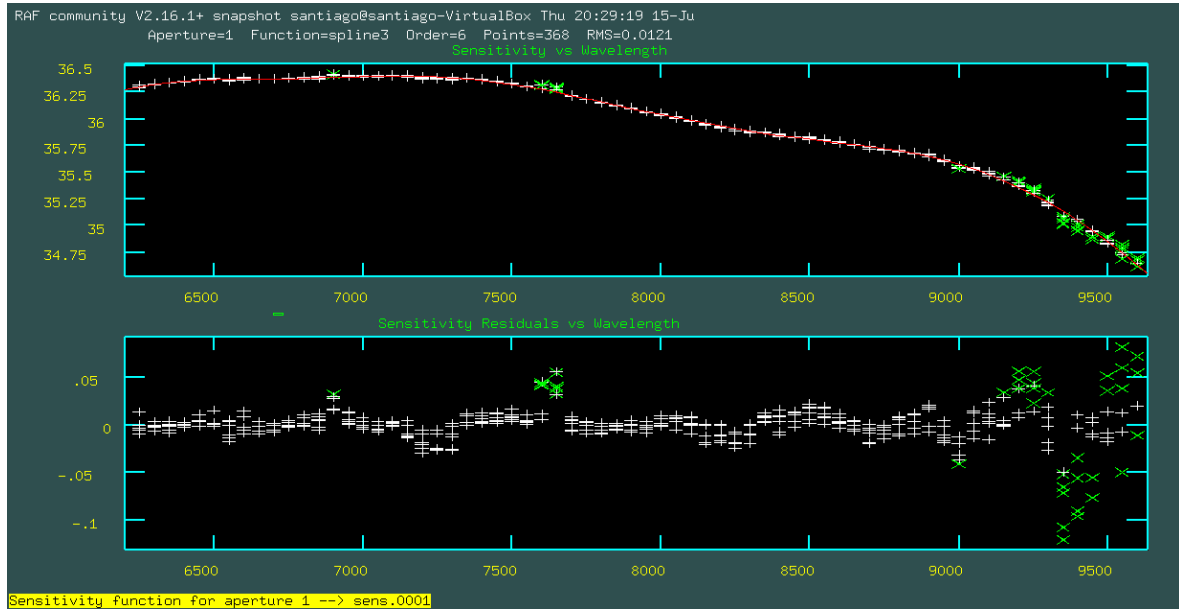 RAF community V2.16.1+ snapshot santiago@santiago-VirtualBox Thu 20:29:19 15-Ju
Aperture=1 Function=spline3 Order=6 Points=368 RMS=0.0121
Sensitivity vs Wavelength
36.5
36.25
36
35.75
35.5
35.25
35
34.75
6500 7000 7500 8000 8500 9000 9500
Sensitivity Residuals vs Wavelength
.05
0
-.05
-.1
6500 7000 7500 8000 8500 9000 9500
Sensitivity function for aperture 1 --> sens.0001